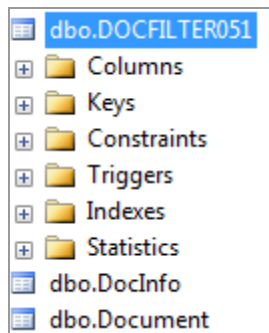 dbo.DOCFILTER051
Columns
Keys
Constraints
Triggers
Indexes
Statistics
dbo.DocInfo
dbo.Document